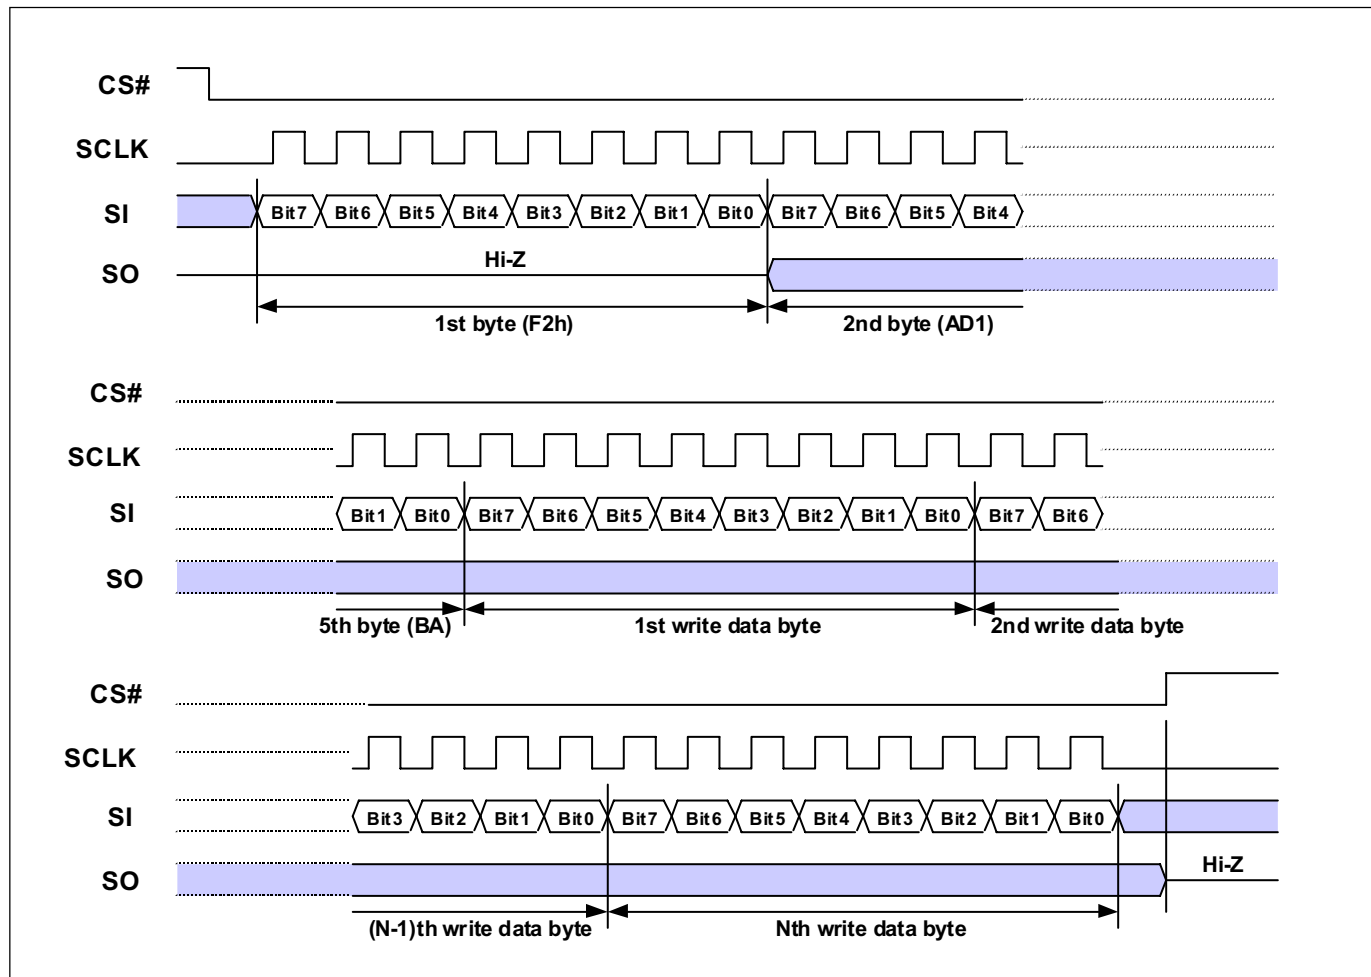 CS#
SCLK
SI Bit7 Bit6 Bit5 Bit4 Bit3 Bit2 Bit1 Bit0 Bit7 Bit6 Bit5 Bit4
Hi-Z
SO
1st byte (F2h) 2nd byte (AD1)
CS#
SCLK
SI Bit1 Bit0 Bit7 Bit6 Bit5 Bit4 Bit3 Bit2 Bit1 Bit0 Bit7 Bit6
SO
5th byte (BA) 1st write data byte 2nd write data byte
CS#
SCLK
SI Bit3 Bit2 Bit1 Bit0 Bit7 Bit6 Bit5 Bit4 Bit3 Bit2 Bit1 Bit0
SO Hi-Z
(N-1)th write data byte Nth write data byte